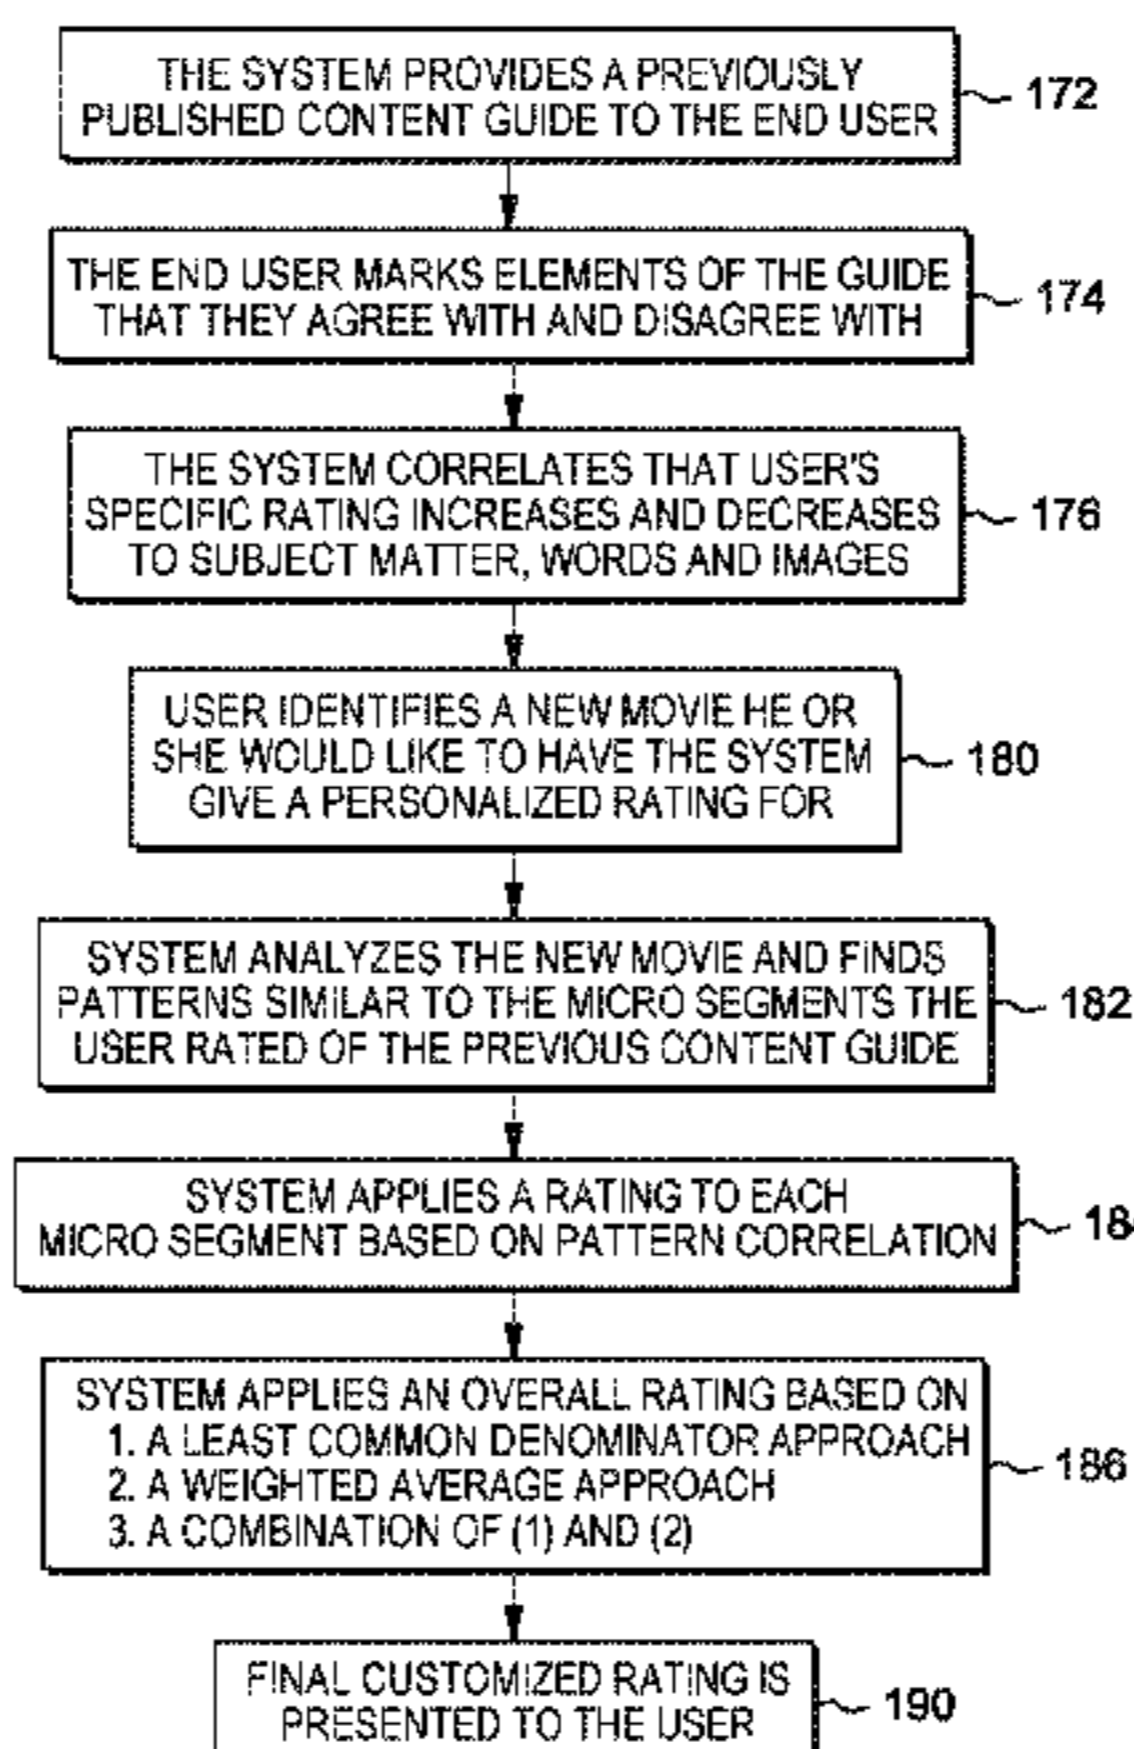 THE SYSTEM PROVIDES A PREVIOUSLY
PUBLISHED CONTENT GUIDE TO THE END USER
172
THE END USER MARKS ELEMENTS OF THE GUIDE
THAT THEY AGREE WITH AND DISAGREE WITH
174
THE SYSTEM CORRELATES THAT USER'S
SPECIFIC RATING INCREASES AND DECREASES
TO SUBJECT MATTER, WORDS AND IMAGES
176
USER IDENTIFIES A NEW MOVIE HE OR
SHE WOULD LIKE TO HAVE THE SYSTEM
GIVE A PERSONALIZED RATING FOR
180
SYSTEM ANALYZES THE NEW MOVIE AND FINDS
PATTERNS SIMILAR TO THE MICRO SEGMENTS THE
USER RATED OF THE PREVIOUS CONTENT GUIDE
182
SYSTEM APPLIES A RATING TO EACH
MICRO SEGMENT BASED ON PATTERN CORRELATION
SYSTEM APPLIES AN OVERALL RATING BASED ON
1. A LEAST COMMON DENOMINATOR APPROACH
2. A WEIGHTED AVERAGE APPROACH
3. A COMBINATION OF (1) AND (2)
186
FINAL CUSTOMIZED RATING IS
PRESENTED TO THE USER
190